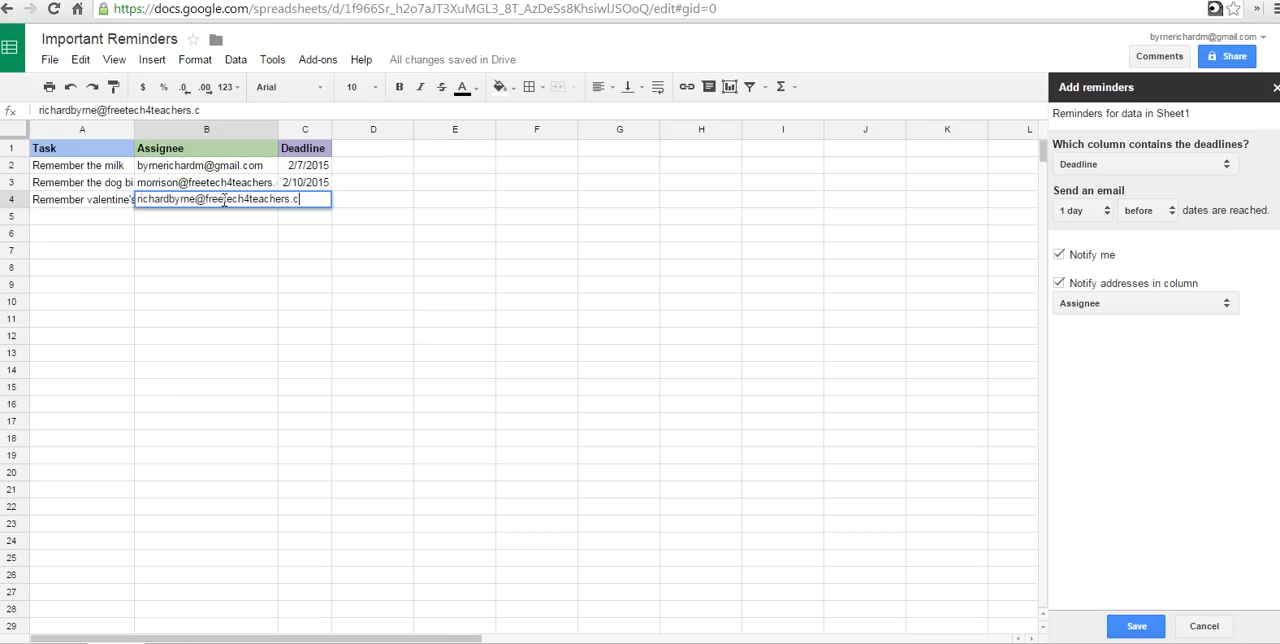 https://docs.google.com/spreadsheets/d/1f966Sr_h2o7aJT3XuMGL3_8T_AzDeSs8KhsiwlJSOoQ/edit#gid=0
Important Reminders
byrnerichardm@gmail.com
File Edit View Insert Format Data Tools Add-ons Help All changes saved in Drive
Comments Share
$ % .0 .00 123 Arial 10 B I S A Σ
Add reminders
fx richardbyrne@freetech4teachers.c
Reminders for data in Sheet1
A B C D E F G H I J K L
1 Task Assignee Deadline
2 Remember the milk byrnerichardm@gmail.com 2/7/2015
3 Remember the dog bi morrison@freetech4teachers. 2/10/2015
4 Remember valentine's richardbyrne@freetech4teachers.c
5
6
7
8
9
10
11
12
13
14
15
16
17
18
19
20
21
22
23
24
25
26
27
28
29
Which column contains the deadlines?
Deadline
Send an email
1 day before dates are reached.
Notify me
Notify addresses in column
Assignee
Save Cancel